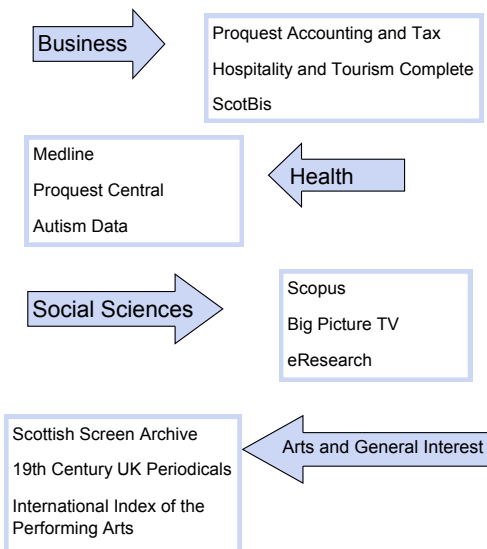 Business
Proquest Accounting and Tax
Hospitality and Tourism Complete
ScotBis
Medline
Proquest Central
Autism Data
Health
Social Sciences
Scopus
Big Picture TV
eResearch
Scottish Screen Archive
19th Century UK Periodicals
International Index of the
Performing Arts
Arts and General Interest